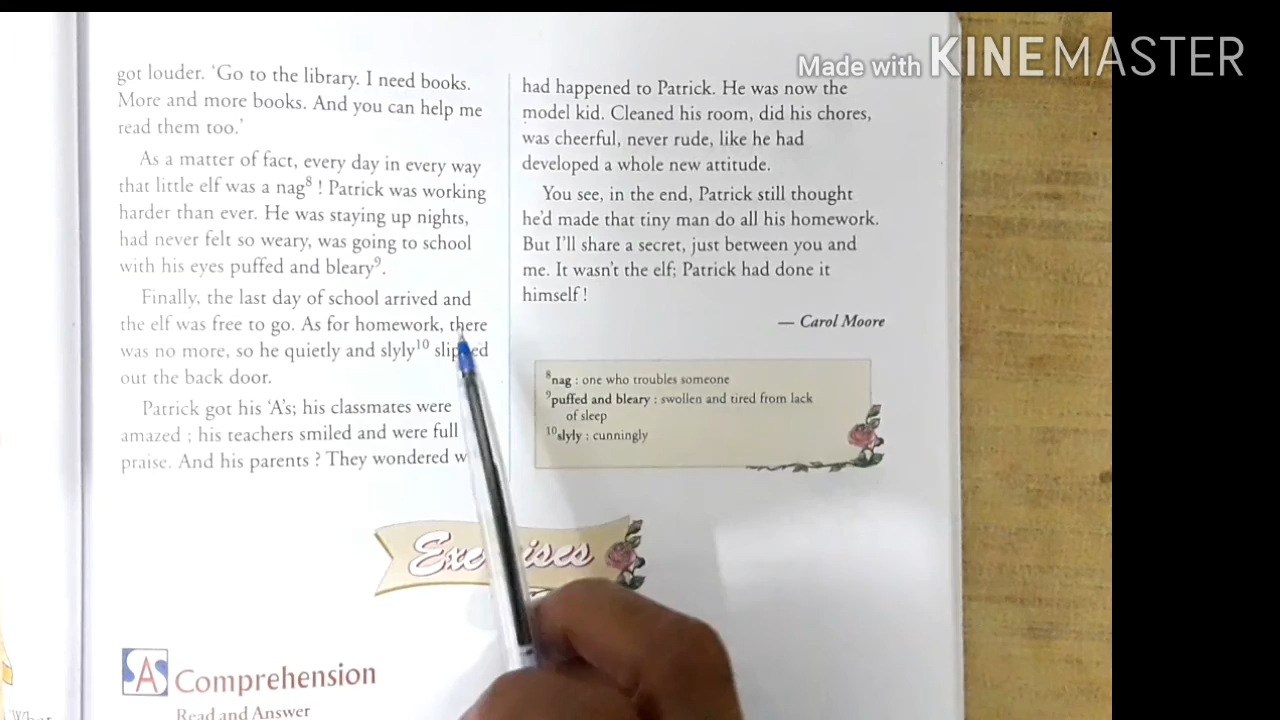 Made with KINEMASTER
got louder. 'Go to the library. I need books.
More and more books. And you can help me
read them too.'
As a matter of fact, every day in every way
that little elf was a nag⁸ ! Patrick was working
harder than ever. He was staying up nights,
had never felt so weary, was going to school
with his eyes puffed and bleary⁹.
Finally, the last day of school arrived and
the elf was free to go. As for homework, there
was no more, so he quietly and slyly¹⁰ slipped
out the back door.
Patrick got his 'A's; his classmates were
amazed ; his teachers smiled and were full
praise. And his parents ? They wondered
had happened to Patrick. He was now the
model kid. Cleaned his room, did his chores,
was cheerful, never rude, like he had
developed a whole new attitude.
You see, in the end, Patrick still thought
he'd made that tiny man do all his homework.
But I'll share a secret, just between you and
me. It wasn't the elf; Patrick had done it
himself !
— Carol Moore
⁸nag : one who troubles someone
⁹puffed and bleary : swollen and tired from lack
of sleep
¹⁰slyly : cunningly
Exercises
A Comprehension
Read and Answer